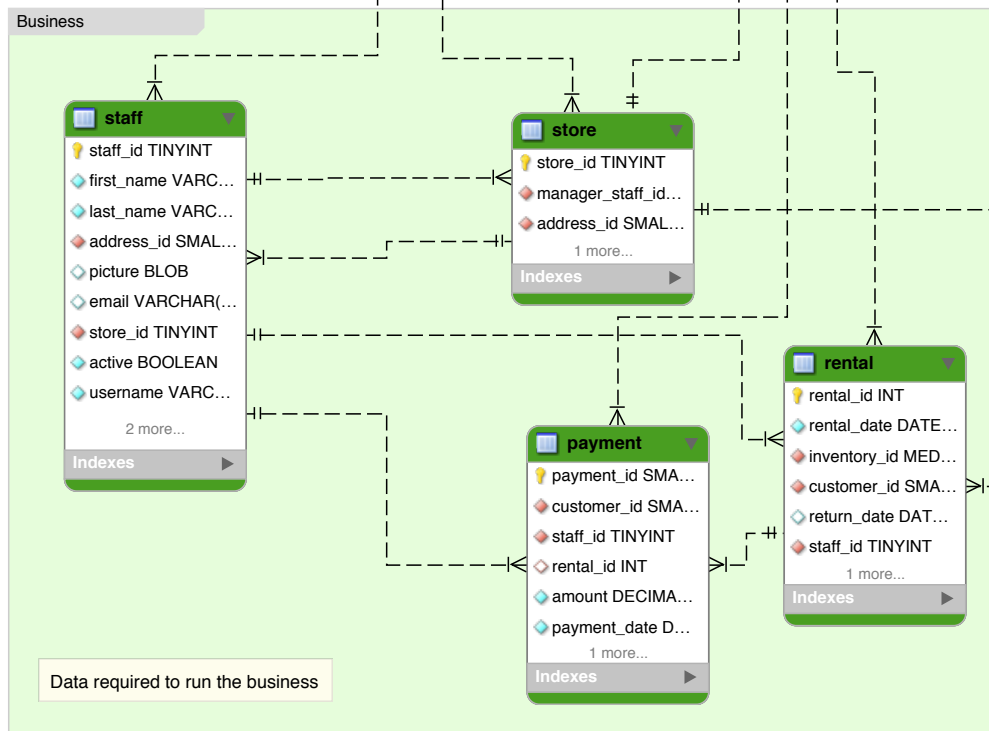 Business
staff
staff_id TINYINT
first_name VARC...
last_name VARC...
address_id SMAL...
picture BLOB
email VARCHAR(...
store_id TINYINT
active BOOLEAN
username VARC...
2 more...
Indexes
store
store_id TINYINT
manager_staff_id...
address_id SMAL...
1 more...
Indexes
payment
payment_id SMA...
customer_id SMA...
staff_id TINYINT
rental_id INT
amount DECIMA...
payment_date D...
1 more...
Indexes
rental
rental_id INT
rental_date DATE...
inventory_id MED...
customer_id SMA...
return_date DAT...
staff_id TINYINT
1 more...
Indexes
Data required to run the business